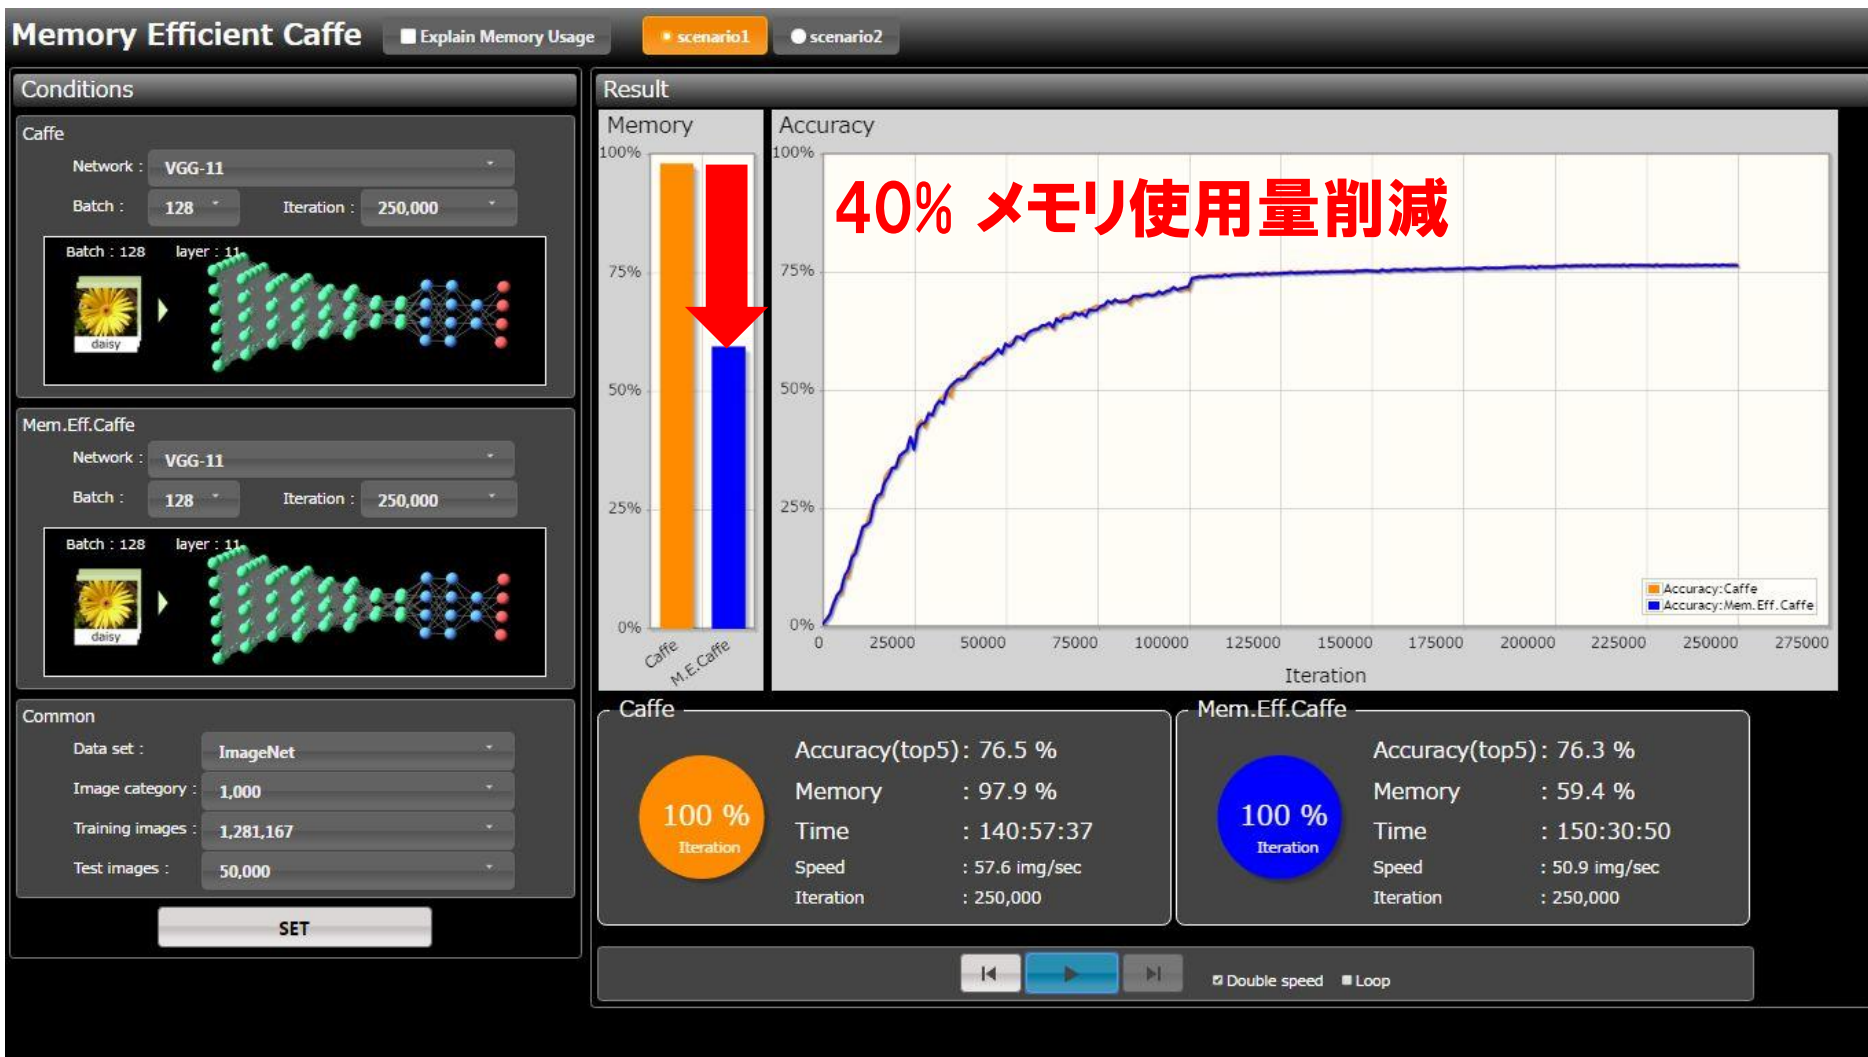 Memory Efficient Caffe
Explain Memory Usage
scenario1
scenario2
Conditions
Caffe
Network : VGG-11
Batch : 128 Iteration : 250,000
Batch : 128 layer : 11
daisy
Mem.Eff.Caffe
Network : VGG-11
Batch : 128 Iteration : 250,000
Batch : 128 layer : 11
daisy
Common
Data set : ImageNet
Image category : 1,000
Training images : 1,281,167
Test images : 50,000
SET
Result
Memory
100%
75%
50%
25%
0%
Caffe
M.E.Caffe
Accuracy
40% メモリ使用量削減
100%
75%
50%
25%
0%
0 25000 50000 75000 100000 125000 150000 175000 200000 225000 250000 275000
Iteration
Accuracy:Caffe
Accuracy:Mem.Eff.Caffe
Caffe
100 %
Iteration
Accuracy(top5) : 76.5 %
Memory : 97.9 %
Time : 140:57:37
Speed : 57.6 img/sec
Iteration : 250,000
Mem.Eff.Caffe
100 %
Iteration
Accuracy(top5) : 76.3 %
Memory : 59.4 %
Time : 150:30:50
Speed : 50.9 img/sec
Iteration : 250,000
Double speed
Loop